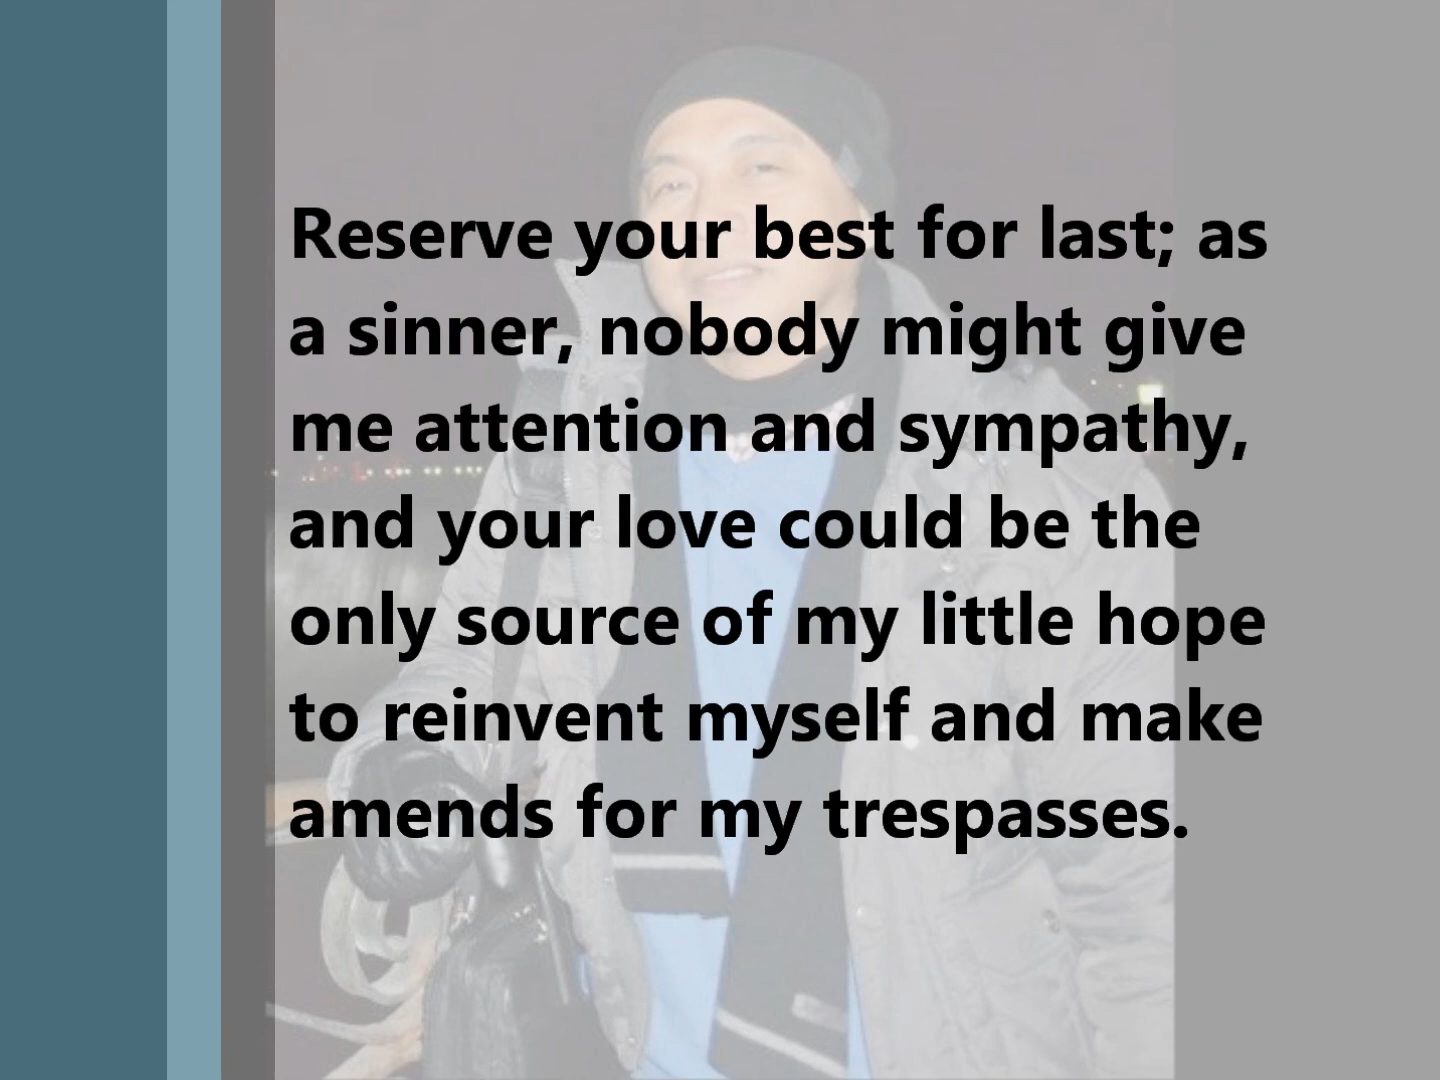 Reserve your best for last; as
a sinner, nobody might give
me attention and sympathy,
and your love could be the
only source of my little hope
to reinvent myself and make
amends for my trespasses.